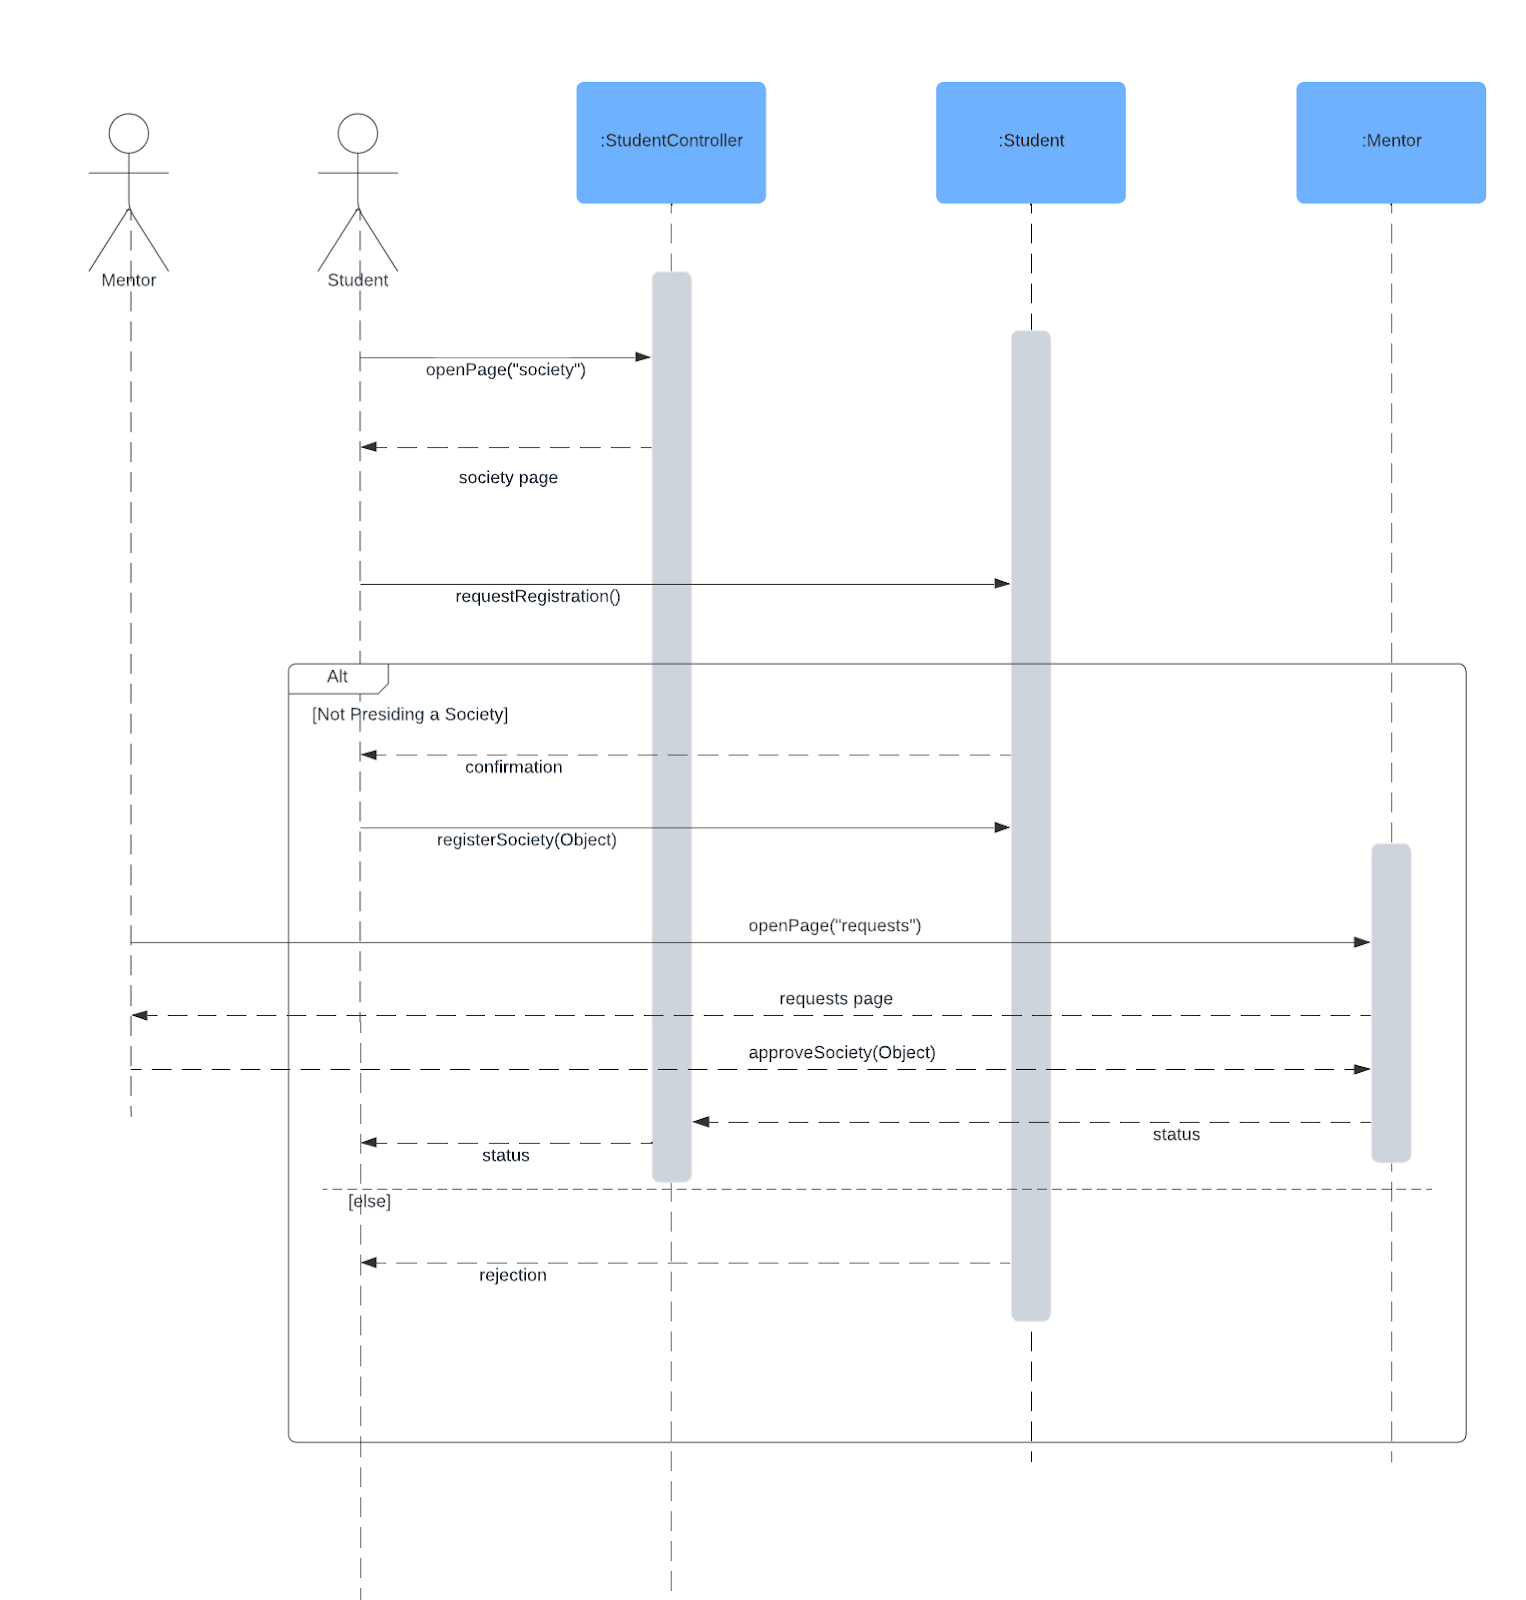 :StudentController
:Student
:Mentor
Mentor
Student
openPage("society")
society page
requestRegistration()
Alt
[Not Presiding a Society]
confirmation
registerSociety(Object)
openPage("requests")
requests page
approveSociety(Object)
status
status
[else]
rejection